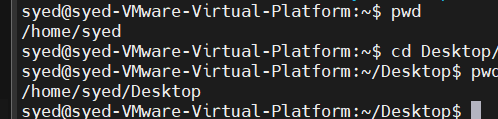 syed@syed-VMware-Virtual-Platform:~$ pwd
/home/syed
syed@syed-VMware-Virtual-Platform:~$ cd Desktop/
syed@syed-VMware-Virtual-Platform:~/Desktop$ pwd
/home/syed/Desktop
syed@syed-VMware-Virtual-Platform:~/Desktop$